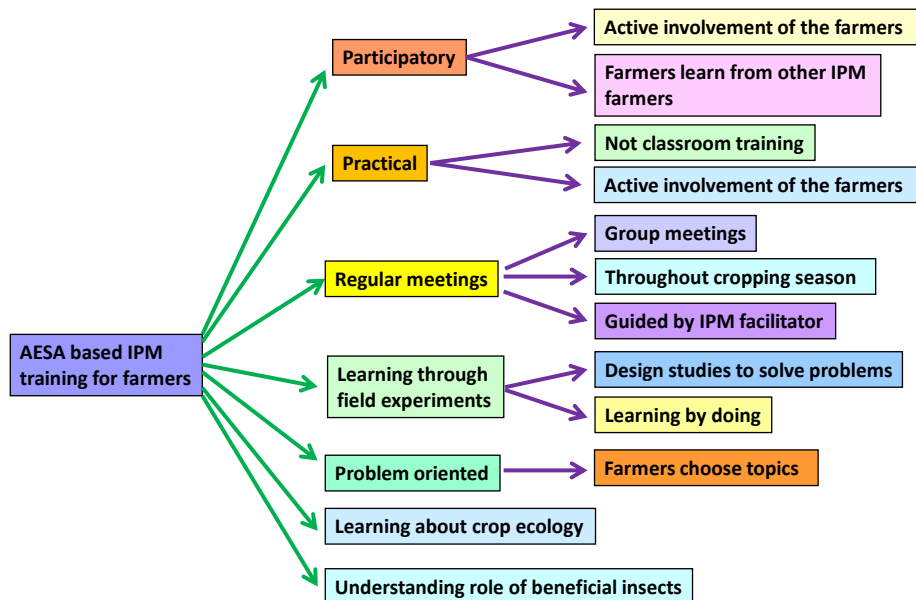 Active involvement of the farmers
Participatory
Farmers learn from other IPM
farmers
Not classroom training
Practical
Active involvement of the farmers
Group meetings
Regular meetings
Throughout cropping season
Guided by IPM facilitator
AESA based IPM
training for farmers
Learning through
field experiments
Design studies to solve problems
Learning by doing
Problem oriented
Farmers choose topics
Learning about crop ecology
Understanding role of beneficial insects